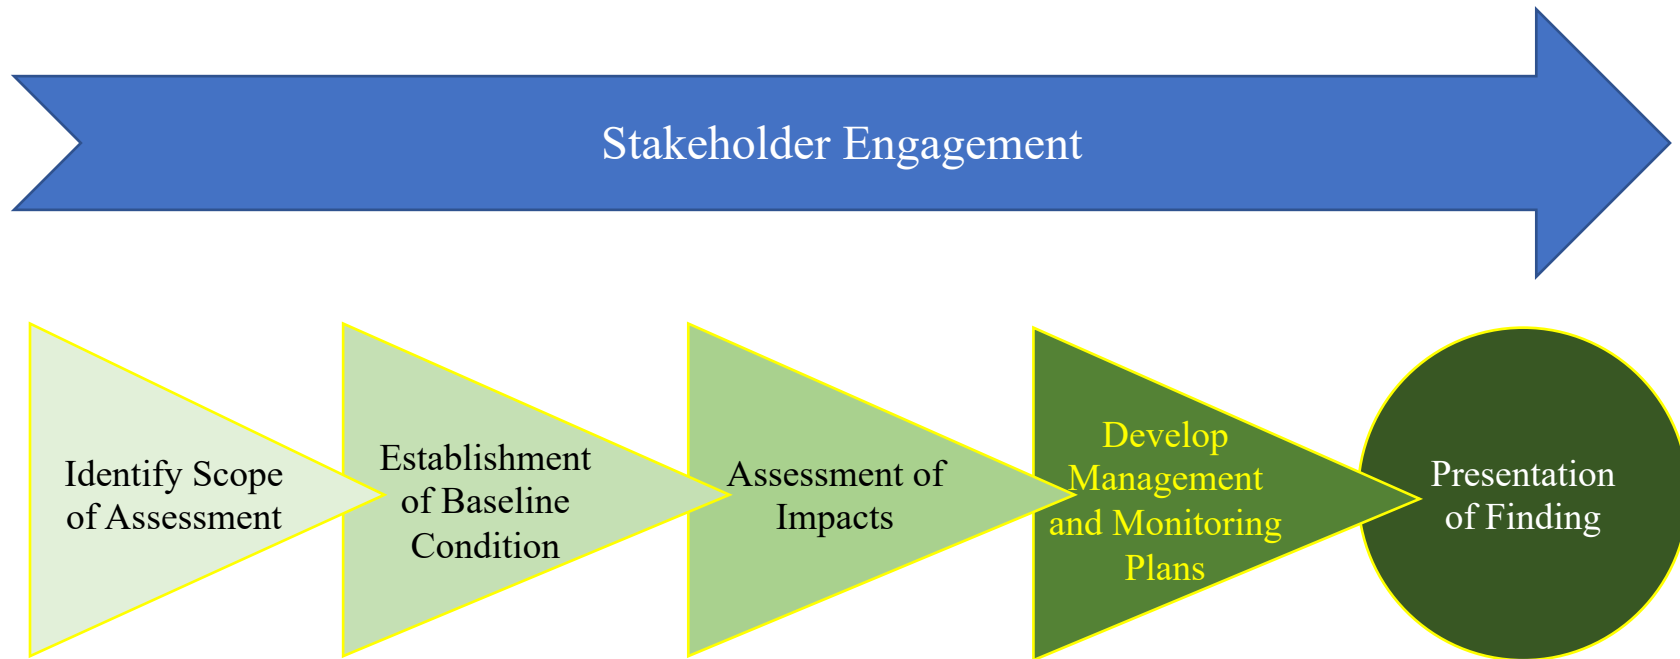 Stakeholder Engagement
Identify Scope
of Assessment
Establishment
of Baseline
Condition
Assessment of
Impacts
Develop
Management
and Monitoring
Plans
Presentation
of Finding